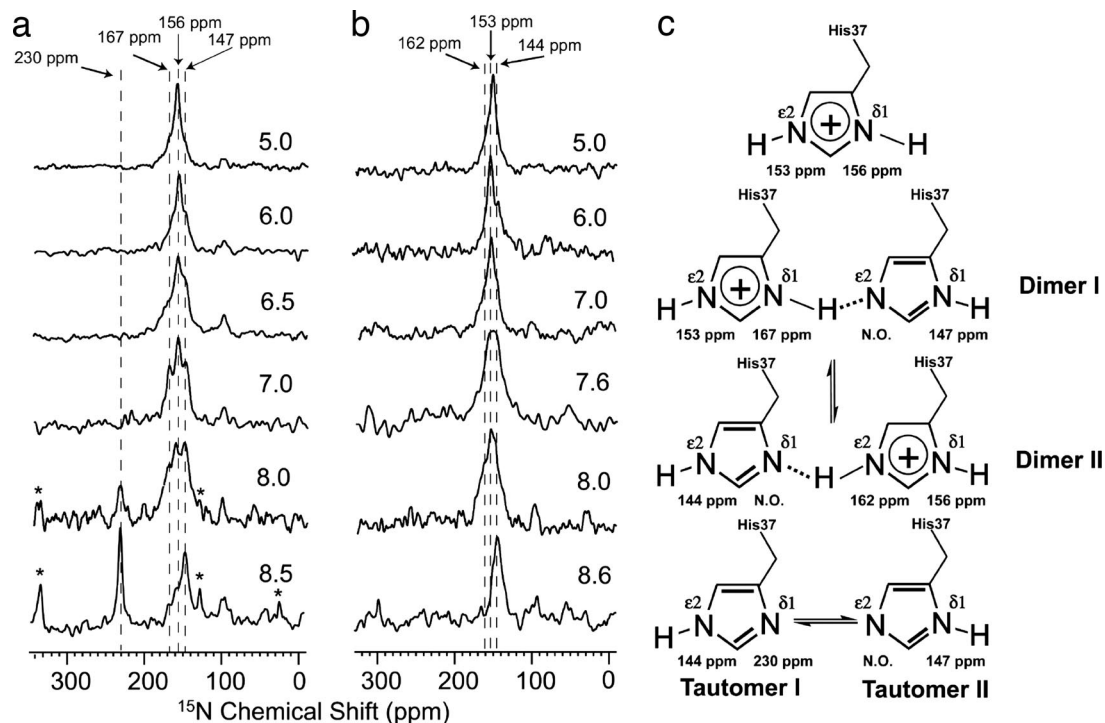 a
230 ppm
167 ppm
156 ppm
147 ppm
5.0
6.0
6.5
7.0
*
*
8.0
*
*
*
8.5
300
200
100
0
b
162 ppm
153 ppm
144 ppm
5.0
6.0
7.0
7.6
8.0
8.6
300
200
100
0
15N Chemical Shift (ppm)
c
His37
ε2 δ1
H N + N H
153 ppm 156 ppm
His37 His37
ε2 δ1 ε2 δ1
H N + N H N N H
Dimer I
153 ppm 167 ppm N.O. 147 ppm
His37 His37
ε2 δ1 ε2 δ1
H N N H N + N H
Dimer II
144 ppm N.O. 162 ppm 156 ppm
His37 His37
ε2 δ1 ε2 δ1
H N N N N H
144 ppm 230 ppm N.O. 147 ppm
Tautomer I Tautomer II